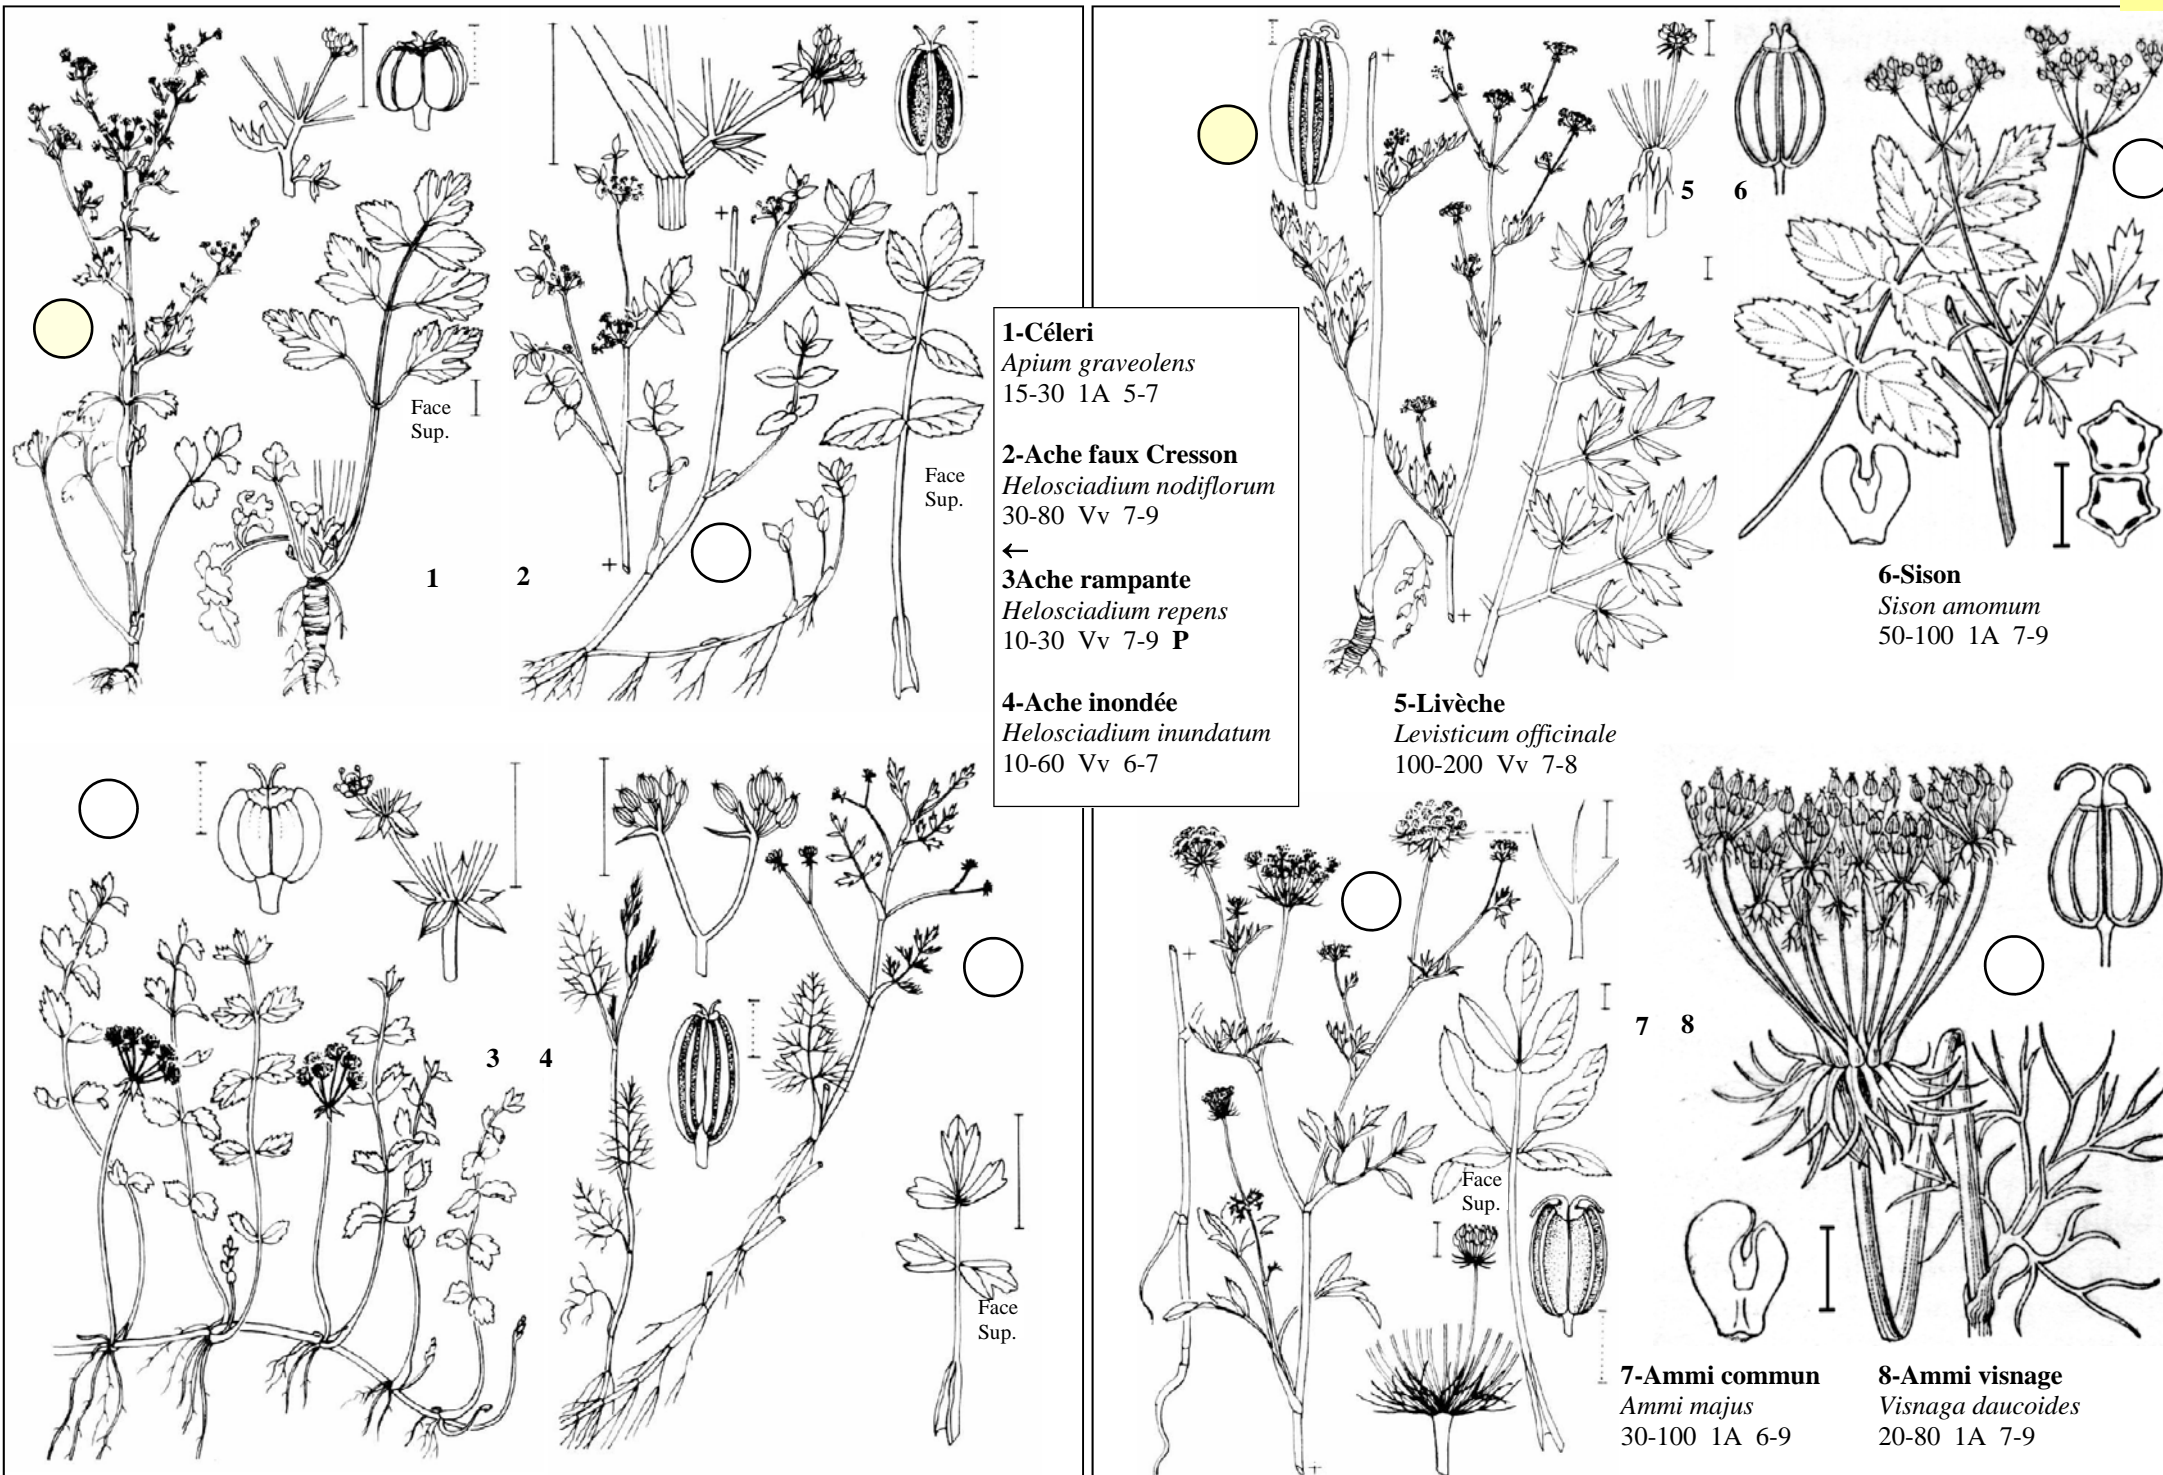 Face
Sup.
1
2
Face
Sup.
1-Céleri
Apium graveolens
15-30 1A 5-7
2-Ache faux Cresson
Helosciadium nodiflorum
30-80 Vv 7-9
←
3Ache rampante
Helosciadium repens
10-30 Vv 7-9 P
4-Ache inondée
Helosciadium inundatum
10-60 Vv 6-7
3
4
Face
Sup.
5
6
6-Sison
Sison amomum
50-100 1A 7-9
5-Livèche
Levisticum officinale
100-200 Vv 7-8
7
8
Face
Sup.
7-Ammi commun
Ammi majus
30-100 1A 6-9
8-Ammi visnage
Visnaga daucoides
20-80 1A 7-9